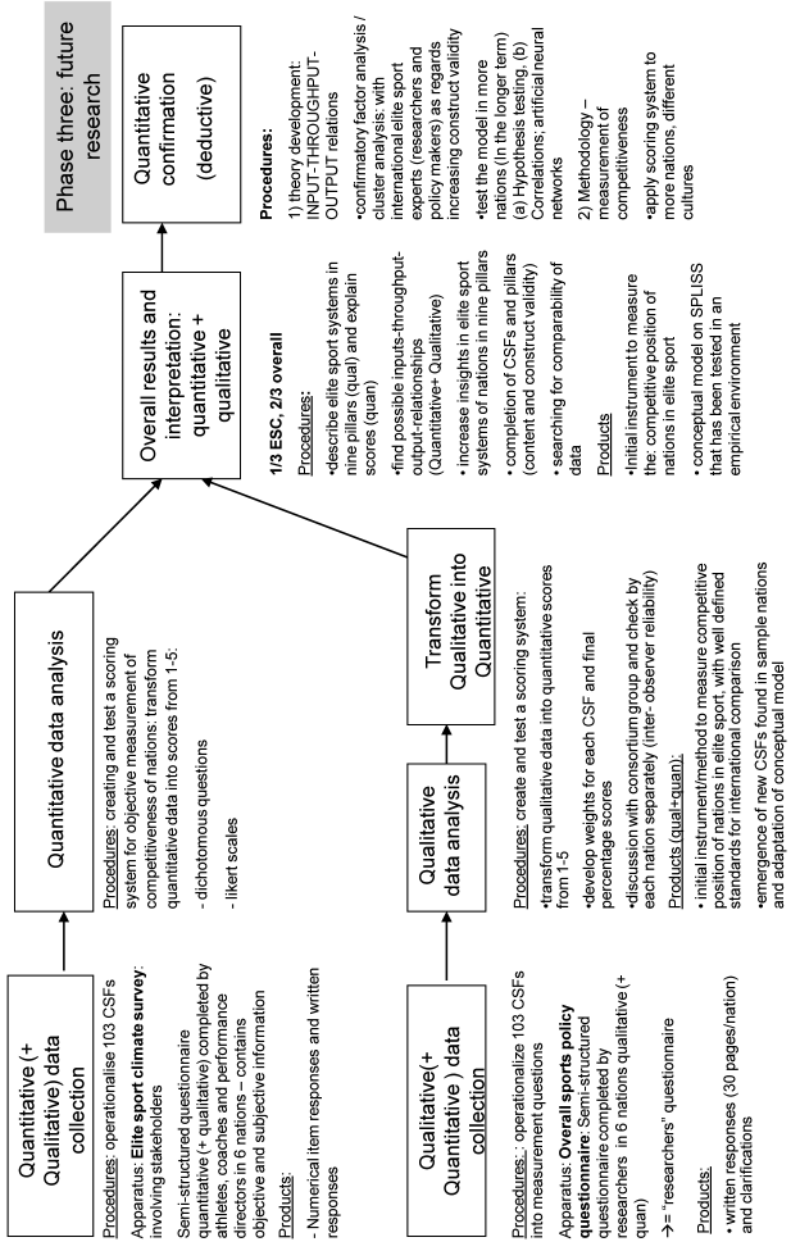 Quantitative (+
Qualitative) data
collection
Procedures: operationalise 103 CSFs
Apparatus: Elite sport climate survey:
involving stakeholders
Semi-structured questionnaire
quantitative (+ qualitative) completed by
athletes, coaches and performance
directors in 6 nations – contains
objective and subjective information
Products:
- Numerical item responses and written
responses
Quantitative data analysis
Procedures: creating and test a scoring
system for objective measurement of
competitiveness of nations: transform
quantitative data into scores from 1-5:
- dichotomous questions
- likert scales
Qualitative(+
Quantitative ) data
collection
Procedures: : operationalize 103 CSFs
into measurement questions
Apparatus: Overall sports policy
questionnaire: Semi-structured
questionnaire completed by
researchers in 6 nations qualitative (+
quan)
→= “researchers” questionnaire
Products:
• written responses (30 pages/nation)
and clarifications
Qualitative
data analysis
Transform
Qualitative into
Quantitative
Procedures: create and test a scoring system:
•transform qualitative data into quantitative scores
from 1-5
•develop weights for each CSF and final
percentage scores
•discussion with consortium group and check by
each nation separately (inter- observer reliability)
Products (qual+quan):
• initial instrument/method to measure competitive
position of nations in elite sport, with well defined
standards for international comparison
•emergence of new CSFs found in sample nations
and adaptation of conceptual model
Overall results and
interpretation:
quantitative +
qualitative
1/3 ESC, 2/3 overall
Procedures:
•describe elite sport systems in
nine pillars (qual) and explain
scores (quan)
•find possible inputs-throughput-
output-relationships
(Quantitative+ Qualitative)
• increase insights in elite sport
systems of nations in nine pillars
• completion of CSFs and pillars
(content and construct validity)
• searching for comparability of
data
Products
•Initial instrument to measure
the: competitive position of
nations in elite sport
• conceptual model on SPLISS
that has been tested in an
empirical environment
Phase three: future
research
Quantitative
confirmation
(deductive)
Procedures:
1) theory development:
INPUT-THROUGHPUT-
OUTPUT relations
•confirmatory factor analysis /
cluster analysis: with
international elite sport
experts (researchers and
policy makers) as regards
increasing construct validity
•test the model in more
nations (In the longer term)
(a) Hypothesis testing, (b)
Correlations; artificial neural
networks
2) Methodology –
measurement of
competitiveness
•apply scoring system to
more nations, different
cultures